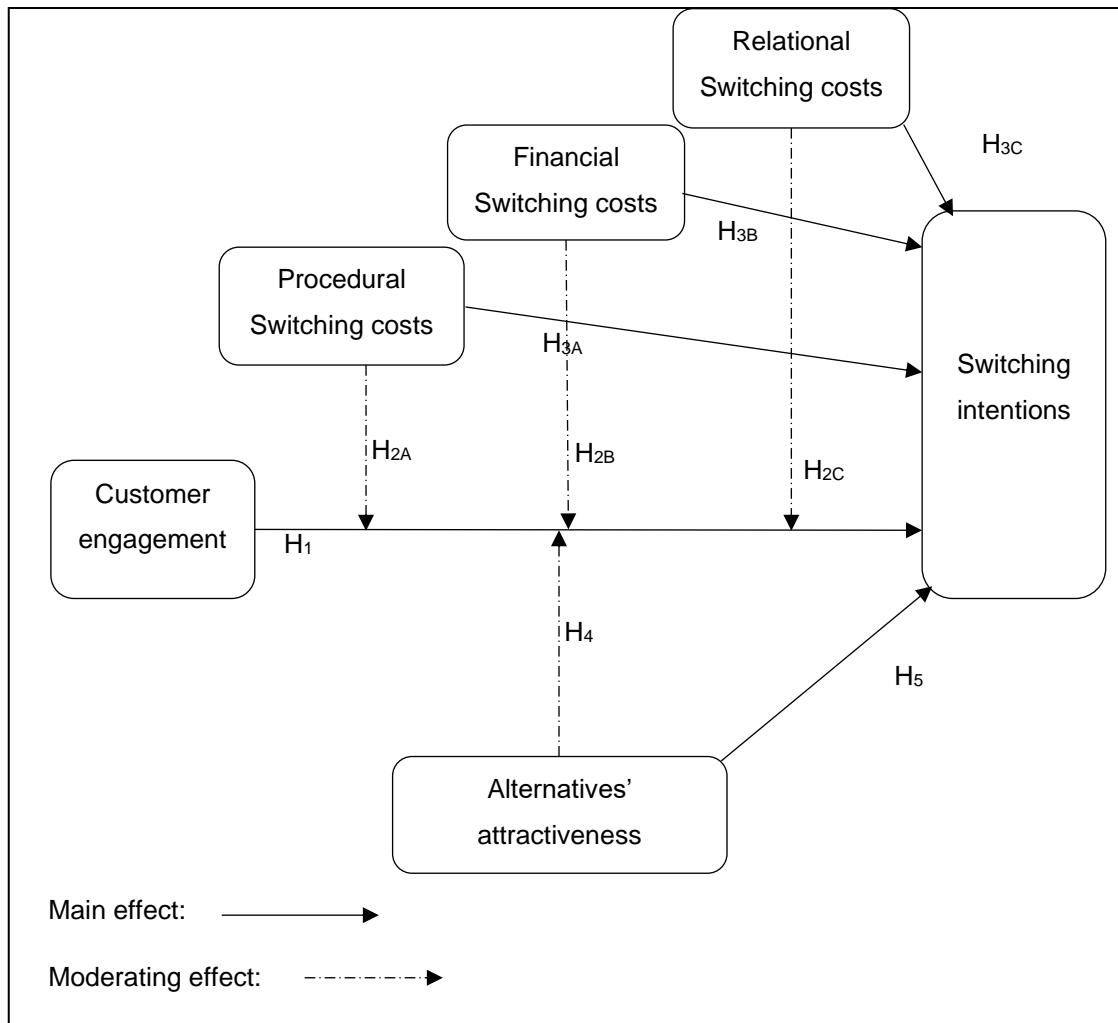 Relational
Switching costs
H3C
Financial
Switching costs
H3B
Procedural
Switching costs
H3A
Switching
intentions
H2A
H2B
H2C
Customer
engagement
H1
H4
H5
Alternatives’
attractiveness
Main effect:
Moderating effect: